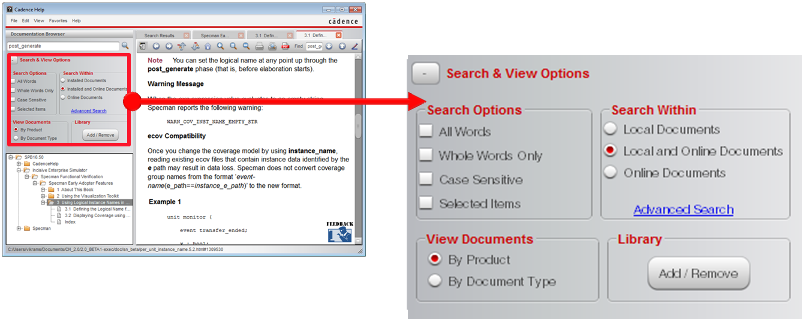 Cadence Help
File Edit View Favorites Help
cādence
Documentation Browser
Search Results
Specman Ea...
3.1: Defini...
3.1: Defini...
post_generate
Find: post_g
Search & View Options
Search Options
All Words
Whole Words Only
Case Sensitive
Selected Items
Search Within
Installed Documents
Installed and Online Documents
Online Documents
Advanced Search
View Documents
By Product
By Document Type
Library
Add / Remove
SPB16.50
CadenceHelp
Incisive Enterprise Simulator
Specman Functional Verification
Specman Early Adopter Features
1 About This Book
2 Using the Visualization Toolkit
3 Using Logical Instance Names in
3.1 Defining the Logical Name f
3.2 Displaying Coverage using
Index
Specman
Note You can set the logical name at any point up through the
post_generate phase (that is, before elaboration starts).
Warning Message
Specman reports the following warning:
WARN_COV_INST_NAME_EMPTY_STR
ecov Compatibility
Once you change the coverage model by using instance_name,
reading existing ecov files that contain instance data identified by the
e path may result in data loss. Specman does not convert coverage
group names from the format 'event-
name(e_path==instance_e_path)' to the new format.
Example 1
unit monitor {
event transfer_ended;
FEEDBACK
Search & View Options
Search Options
All Words
Whole Words Only
Case Sensitive
Selected Items
Search Within
Local Documents
Local and Online Documents
Online Documents
Advanced Search
View Documents
By Product
By Document Type
Library
Add / Remove